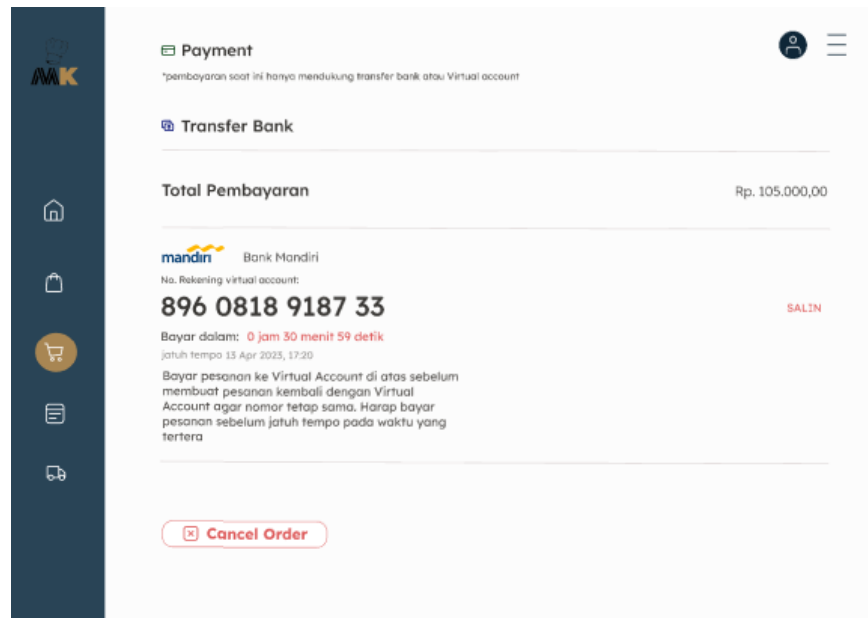 MK
Payment
*pembayaran saat ini hanya mendukung transfer bank atau Virtual account
Transfer Bank
Total Pembayaran
Rp. 105.000,00
mandiri
Bank Mandiri
No. Rekening virtual account:
896 0818 9187 33
SALIN
Bayar dalam: 0 jam 30 menit 59 detik
jatuh tempo 13 Apr 2023, 17:20
Bayar pesanan ke Virtual Account di atas sebelum
membuat pesanan kembali dengan Virtual
Account agar nomor tetap sama. Harap bayar
pesanan sebelum jatuh tempo pada waktu yang
tertera
Cancel Order